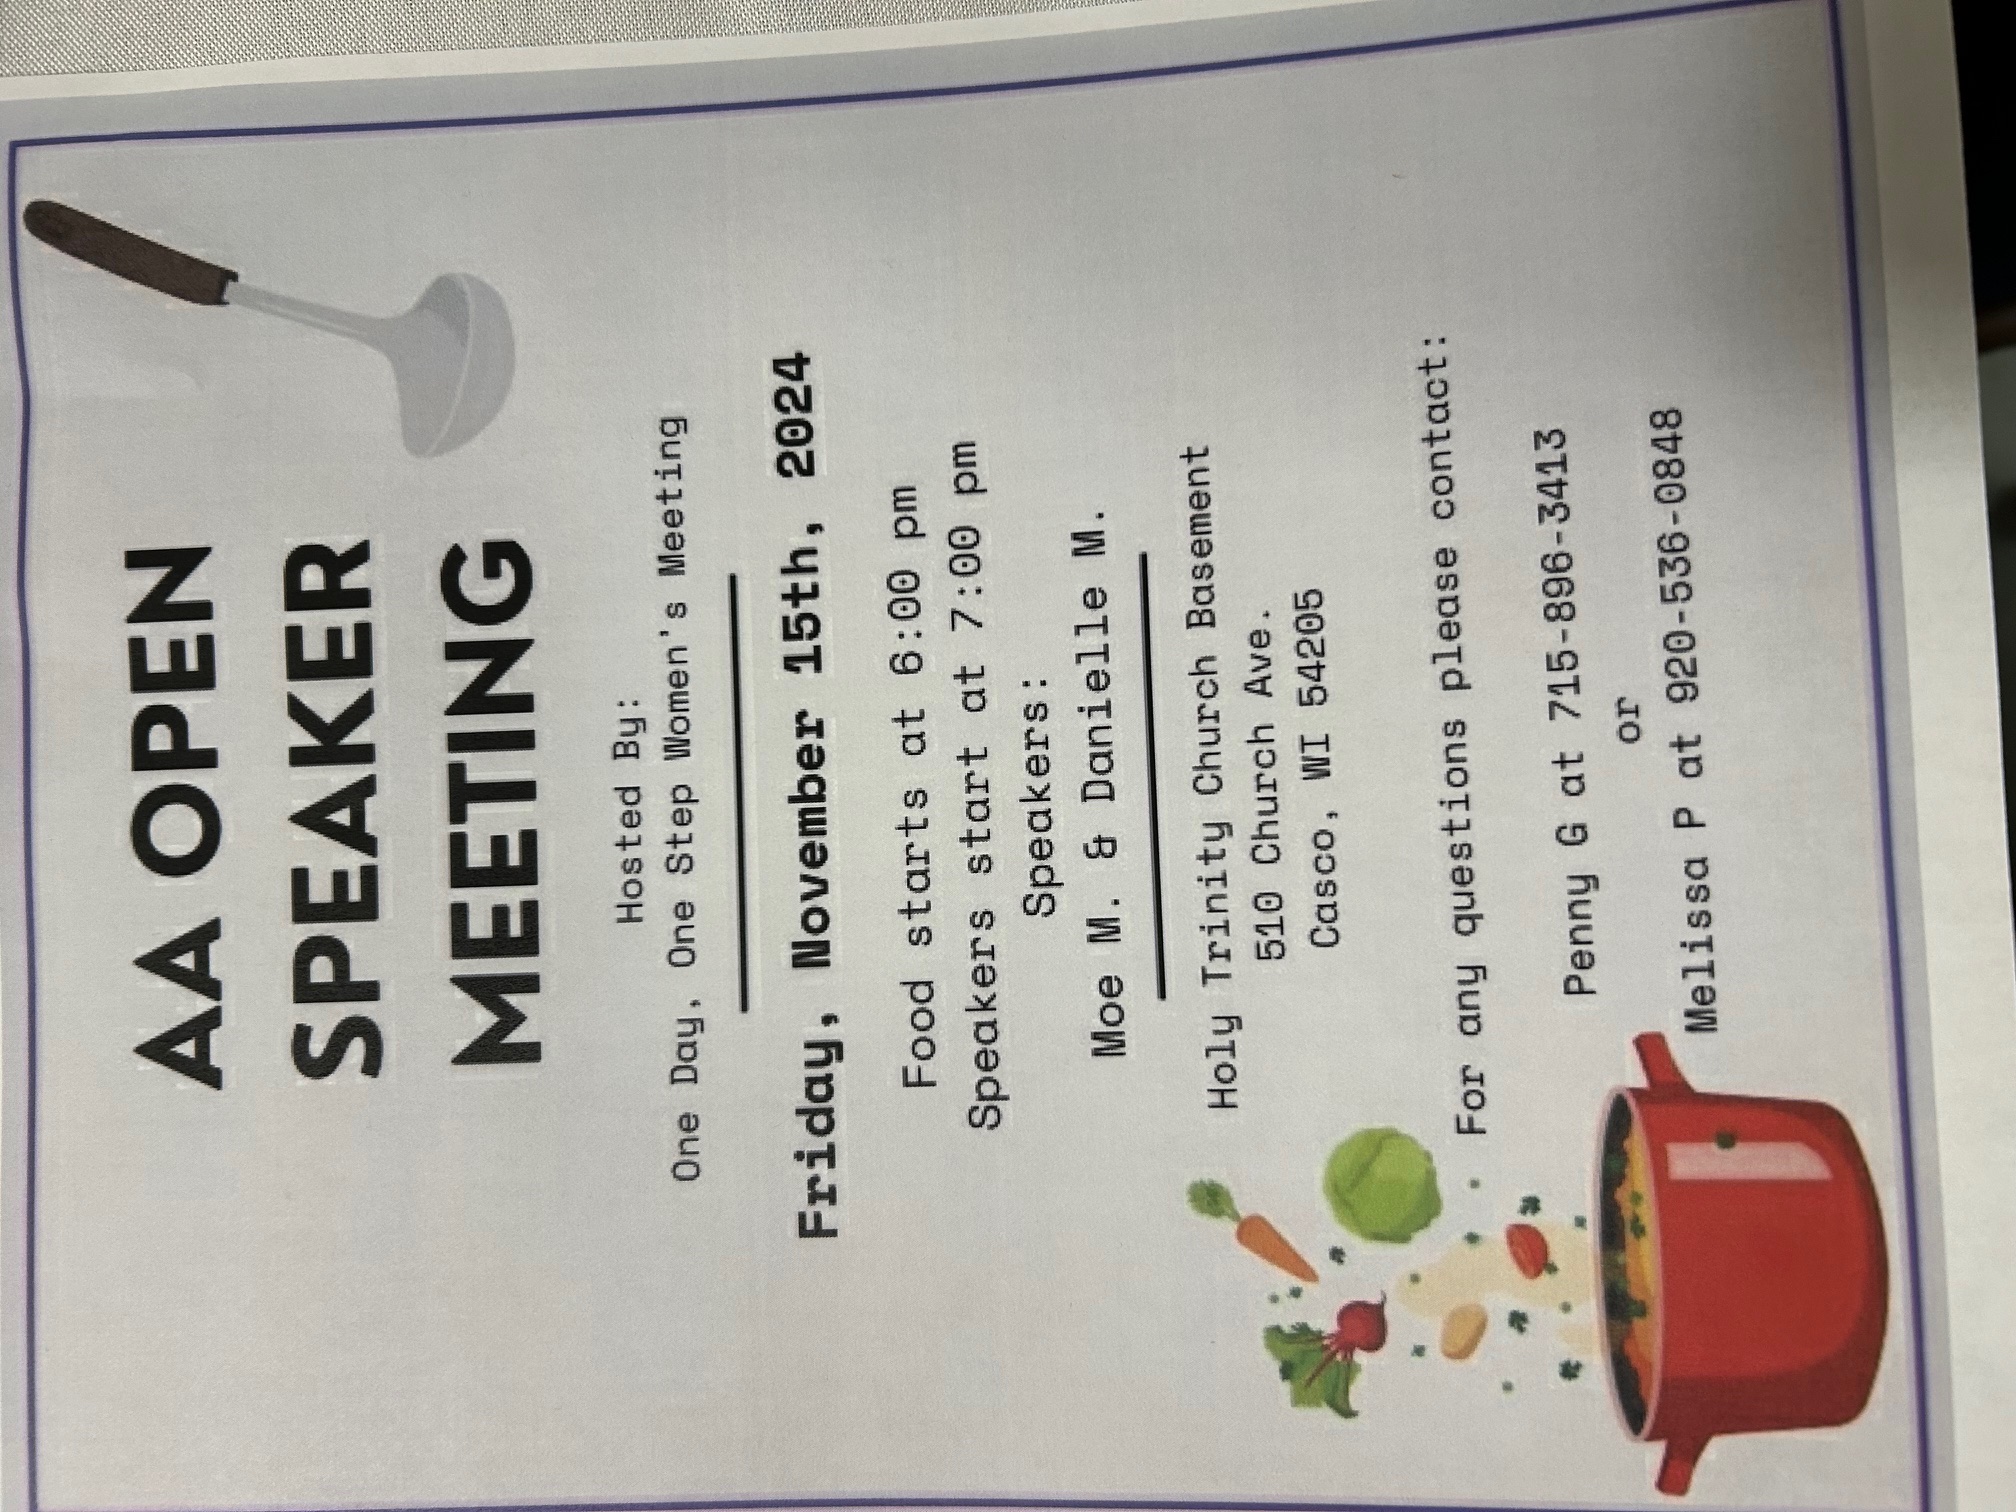 AA OPEN
SPEAKER
MEETING
Hosted By:
One Day, One Step Women's Meeting
Friday, November 15th, 2024
Food starts at 6:00 pm
Speakers start at 7:00 pm
Speakers:
Moe M. & Danielle M.
Holy Trinity Church Basement
510 Church Ave.
Casco, WI 54205
For any questions please contact:
Penny G at 715-896-3413
or
Melissa P at 920-536-0848